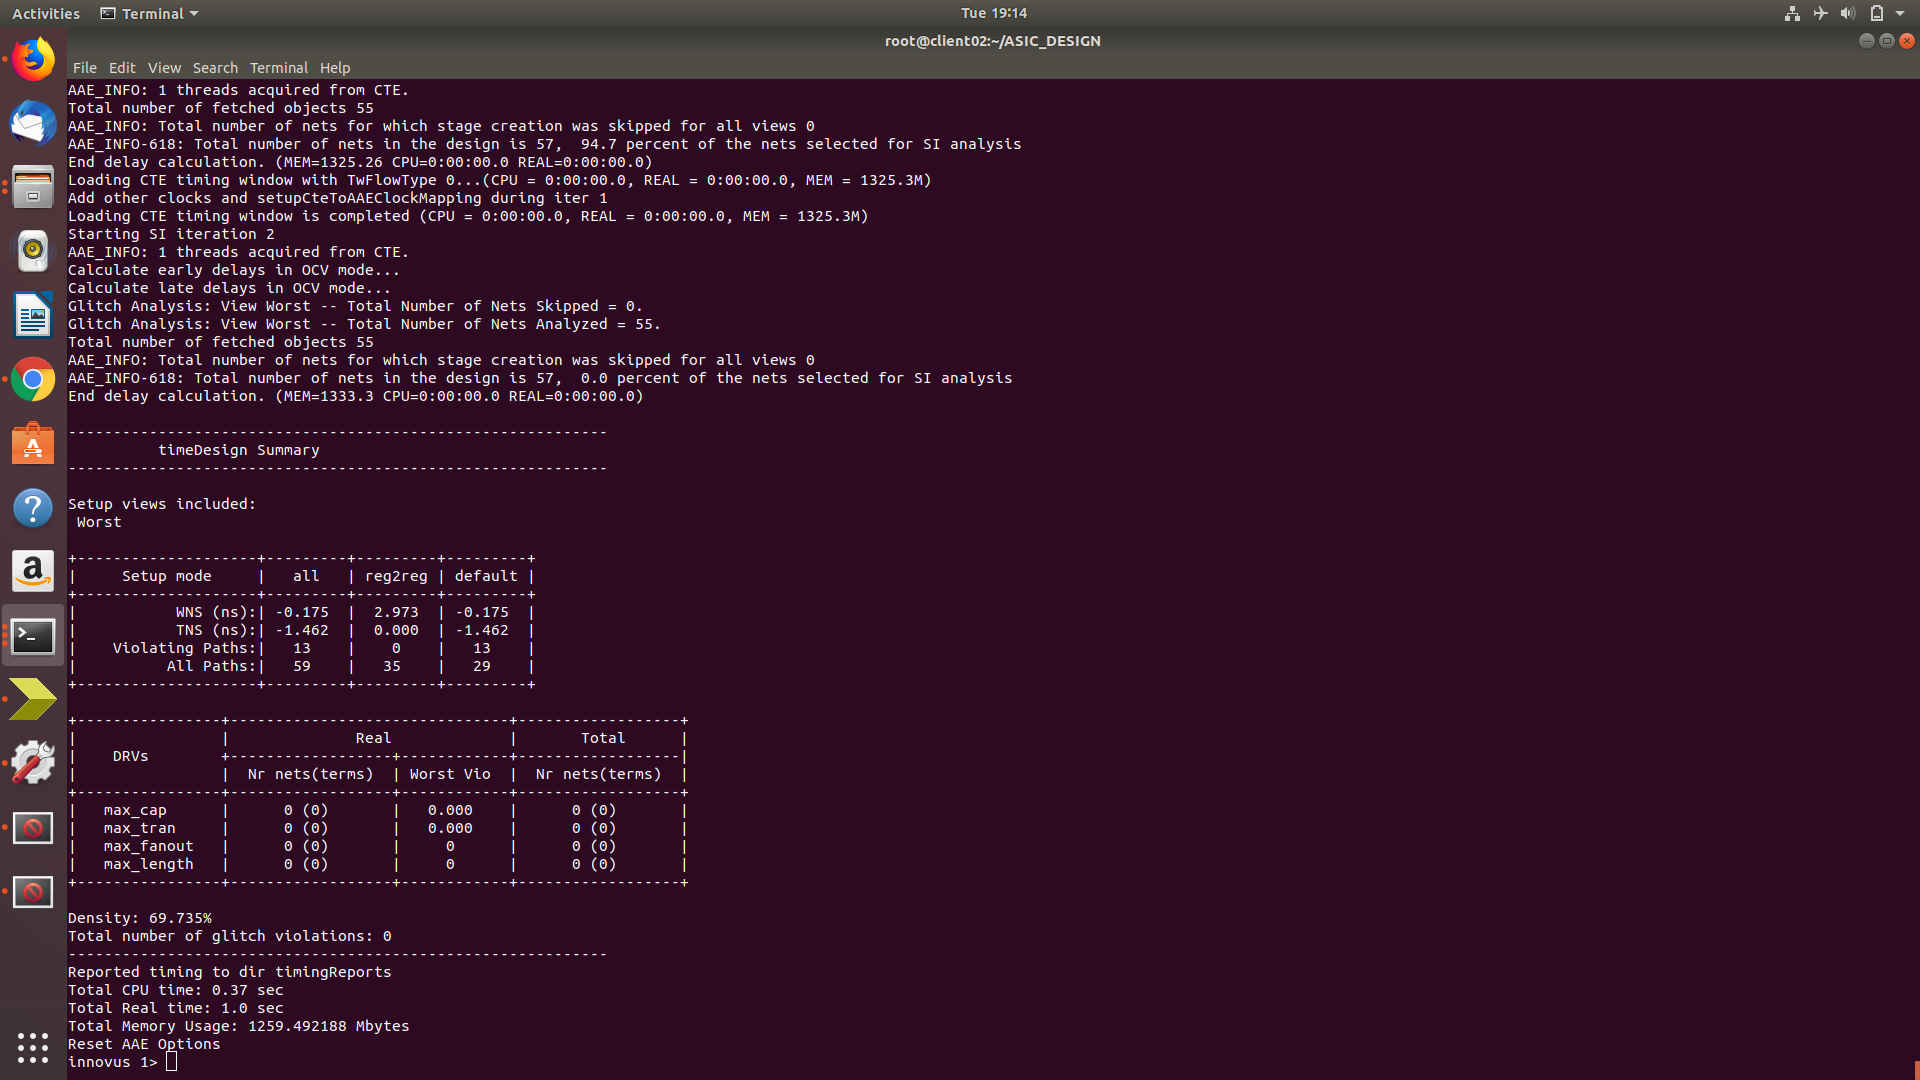 Activities Terminal Tue 19:14
root@client02:~/ASIC_DESIGN
File Edit View Search Terminal Help
AAE_INFO: 1 threads acquired from CTE.
Total number of fetched objects 55
AAE_INFO: Total number of nets for which stage creation was skipped for all views 0
AAE_INFO-618: Total number of nets in the design is 57,  94.7 percent of the nets selected for SI analysis
End delay calculation. (MEM=1325.26 CPU=0:00:00.0 REAL=0:00:00.0)
Loading CTE timing window with TwFlowType 0...(CPU = 0:00:00.0, REAL = 0:00:00.0, MEM = 1325.3M)
Add other clocks and setupCteToAAEClockMapping during iter 1
Loading CTE timing window is completed (CPU = 0:00:00.0, REAL = 0:00:00.0, MEM = 1325.3M)
Starting SI iteration 2
AAE_INFO: 1 threads acquired from CTE.
Calculate early delays in OCV mode...
Calculate late delays in OCV mode...
Glitch Analysis: View Worst -- Total Number of Nets Skipped = 0.
Glitch Analysis: View Worst -- Total Number of Nets Analyzed = 55.
Total number of fetched objects 55
AAE_INFO: Total number of nets for which stage creation was skipped for all views 0
AAE_INFO-618: Total number of nets in the design is 57,  0.0 percent of the nets selected for SI analysis
End delay calculation. (MEM=1333.3 CPU=0:00:00.0 REAL=0:00:00.0)
------------------------------------------------------------
          timeDesign Summary
------------------------------------------------------------
Setup views included:
 Worst
+--------------------+---------+---------+---------+
|     Setup mode     |   all   | reg2reg | default |
+--------------------+---------+---------+---------+
|           WNS (ns):| -0.175  |  2.973  | -0.175  |
|           TNS (ns):| -1.462  |  0.000  | -1.462  |
|    Violating Paths:|   13    |    0    |   13    |
|          All Paths:|   59    |   35    |   29    |
+--------------------+---------+---------+---------+
+----------------+-------------------------------+------------------+
|                |              Real             |       Total      |
|    DRVs        +------------------+------------+------------------|
|                |  Nr nets(terms)  | Worst Vio  |  Nr nets(terms)  |
+----------------+------------------+------------+------------------+
|   max_cap      |      0 (0)       |   0.000    |      0 (0)       |
|   max_tran     |      0 (0)       |   0.000    |      0 (0)       |
|   max_fanout   |      0 (0)       |     0      |      0 (0)       |
|   max_length   |      0 (0)       |     0      |      0 (0)       |
+----------------+------------------+------------+------------------+
Density: 69.735%
Total number of glitch violations: 0
------------------------------------------------------------
Reported timing to dir timingReports
Total CPU time: 0.37 sec
Total Real time: 1.0 sec
Total Memory Usage: 1259.492188 Mbytes
Reset AAE Options
innovus 1>